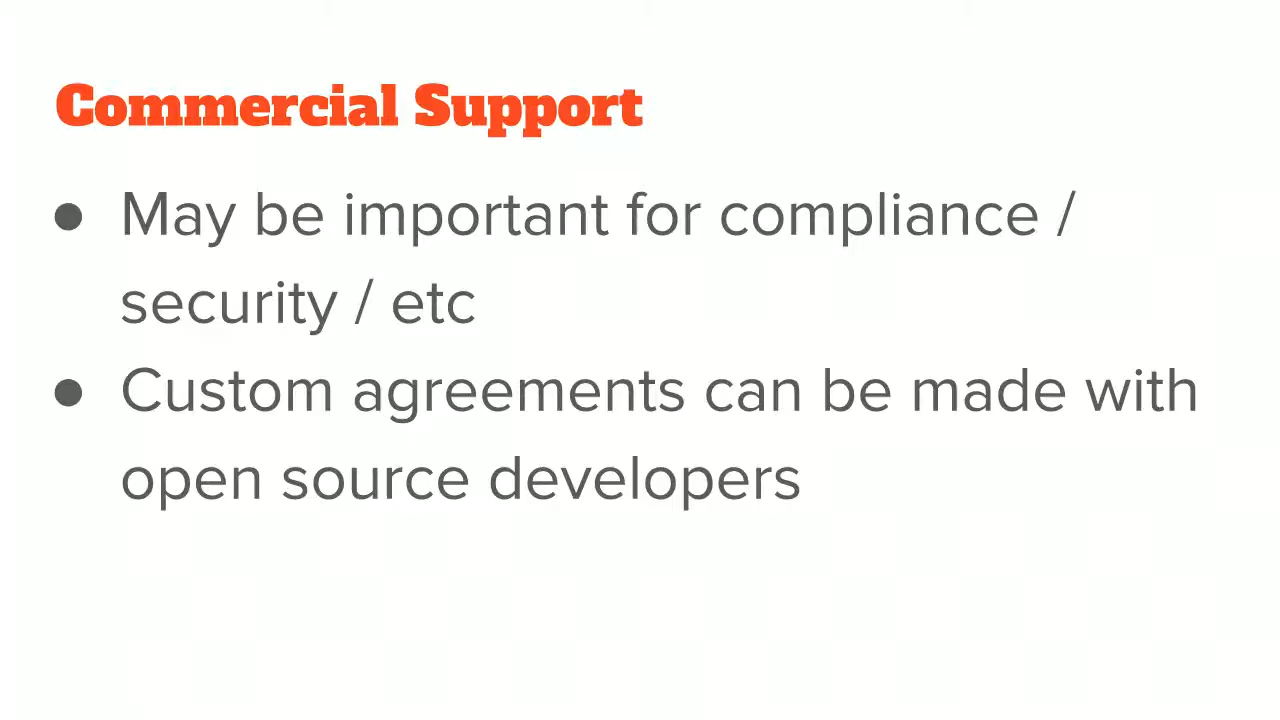 Commercial Support
● May be important for compliance /
security / etc
● Custom agreements can be made with
open source developers